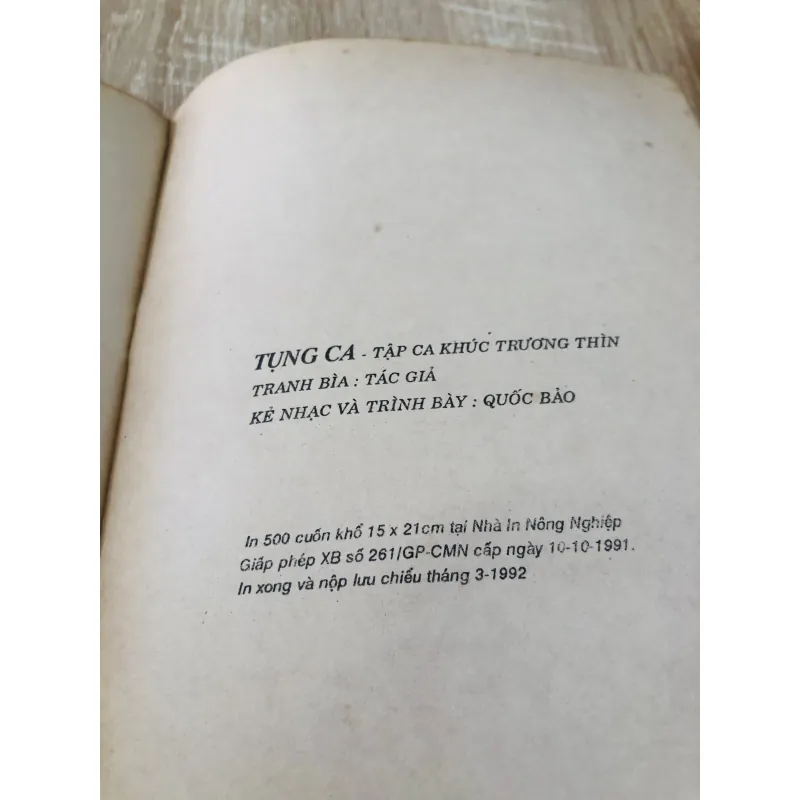 TỤNG CA - TẬP CA KHÚC TRƯƠNG THÌN
TRANH BÌA : TÁC GIẢ
KẺ NHẠC VÀ TRÌNH BÀY : QUỐC BẢO
In 500 cuốn khổ 15 x 21cm tại Nhà In Nông Nghiệp
Giấp phép XB số 261/GP-CMN cấp ngày 10-10-1991.
In xong và nộp lưu chiểu tháng 3-1992